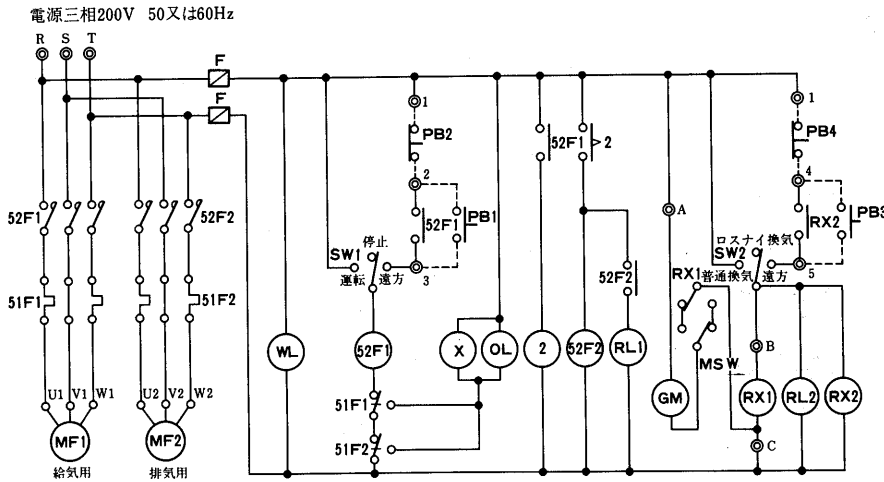 電源三相200V 50又は60Hz
R S T
F
F
1
PB2
2
52F1
PB1
3
SW1
停止
運転
遠方
52F1 52F2
51F1 51F2
U1 V1 W1
U2 V2 W2
MF1
MF2
給気用
排気用
WL
52F1
X
OL
51F1
51F2
52F1
>2
2
52F2
52F2
RL1
A
RX1
MSW
GM
1
PB4
4
RX2
PB3
5
ロスナイ換気
SW2
普通換気
遠方
B
RX1
RL2
RX2
C